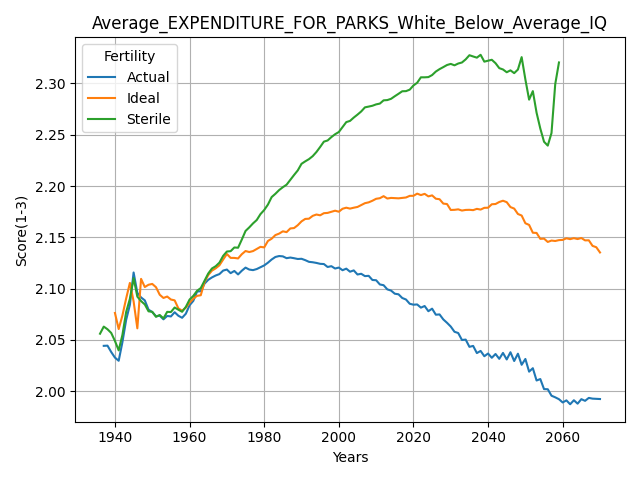 Average_EXPENDITURE_FOR_PARKS_White_Below_Average_IQ
Fertility
Actual
Ideal
Sterile
Score(1-3)
2.30
2.25
2.20
2.15
2.10
2.05
2.00
1940 1960 1980 2000 2020 2040 2060
Years